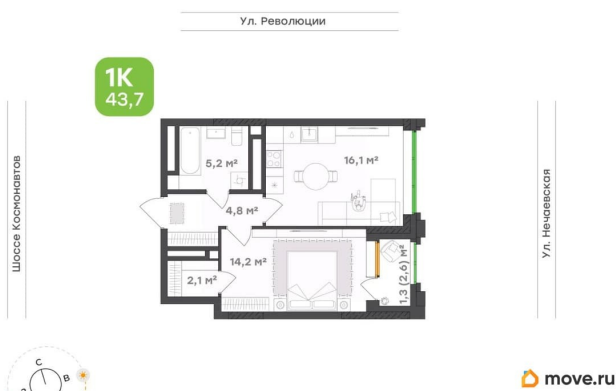 Ул. Революции
1К
43,7
Шоссе Космонавтов
Ул. Нечаевская
5,2 м²
16,1 м²
4,8 м²
14,2 м²
2,1 м²
1,3 (2,6) м²
С
В
move.ru